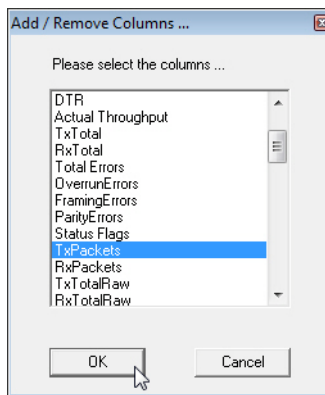 Add / Remove Columns ...
Please select the columns ...
DTR
Actual Throughput
TxTotal
RxTotal
Total Errors
OverrunErrors
FramingErrors
ParityErrors
Status Flags
TxPackets
RxPackets
TxTotalRaw
RxTotalRaw
OK Cancel